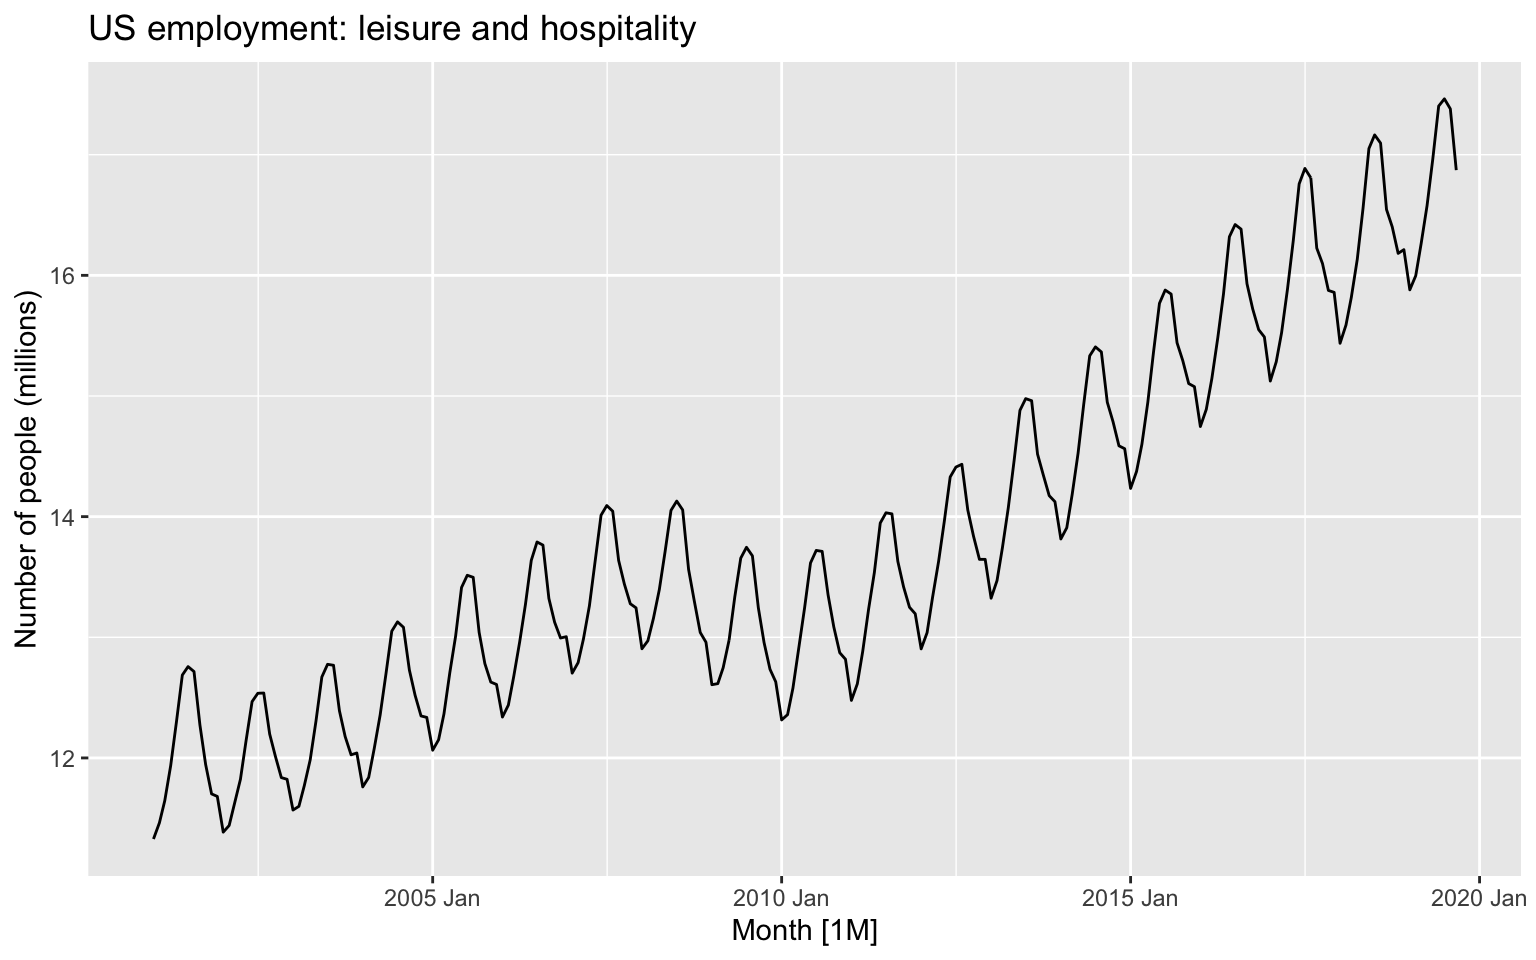 US employment: leisure and hospitality
Number of people (millions)
16
14
12
2005 Jan
2010 Jan
2015 Jan
2020 Jan
Month [1M]